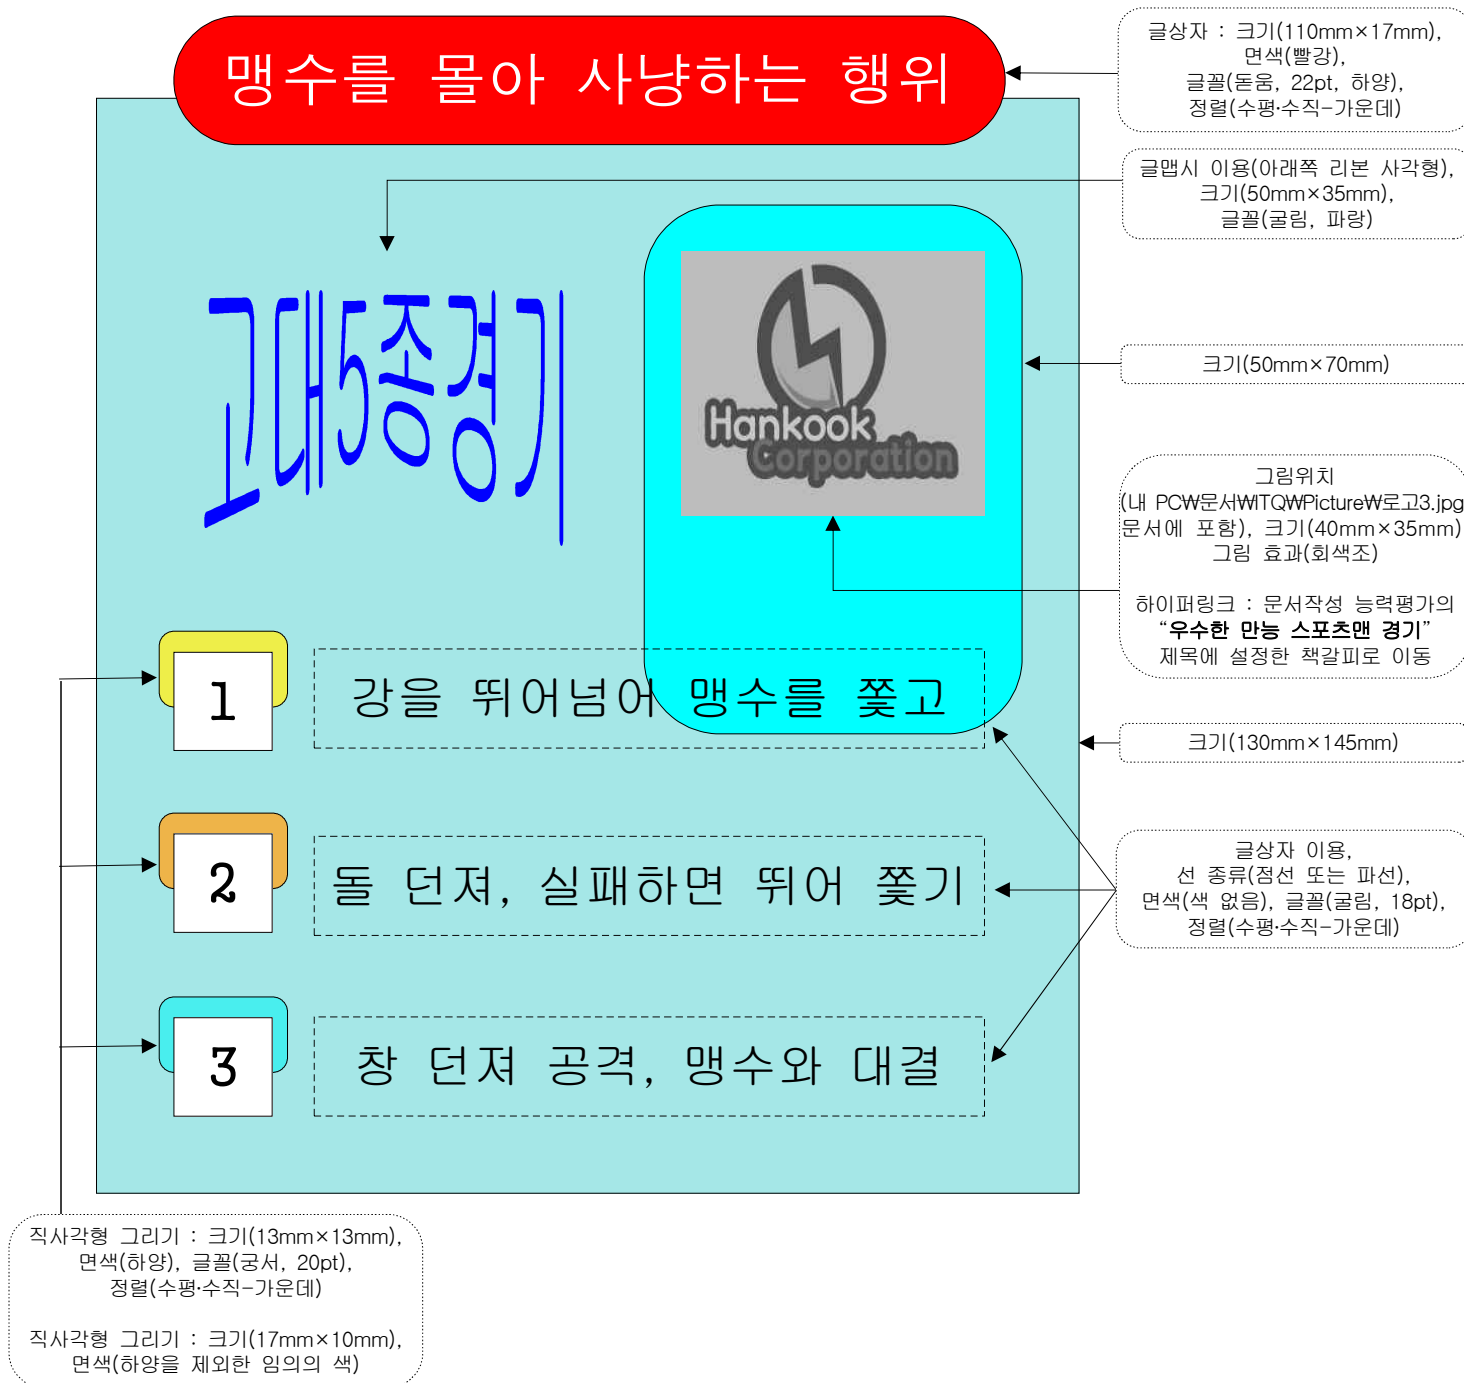 맹수를 몰아 사냥하는 행위
글상자 : 크기(110mm×17mm),
면색(빨강),
글꼴(돋움, 22pt, 하양),
정렬(수평·수직-가운데)
글맵시 이용(아래쪽 리본 사각형),
크기(50mm×35mm),
글꼴(굴림, 파랑)
고대5종경기
Hankook
Corporation
크기(50mm×70mm)
그림위치
(내 PC₩문서₩ITQ₩Picture₩로고3.jpg
문서에 포함), 크기(40mm×35mm)
그림 효과(회색조)
하이퍼링크 : 문서작성 능력평가의
“우수한 만능 스포츠맨 경기”
제목에 설정한 책갈피로 이동
1
강을 뛰어넘어 맹수를 쫓고
크기(130mm×145mm)
2
돌 던져, 실패하면 뛰어 쫓기
글상자 이용,
선 종류(점선 또는 파선),
면색(색 없음), 글꼴(굴림, 18pt),
정렬(수평·수직-가운데)
3
창 던져 공격, 맹수와 대결
직사각형 그리기 : 크기(13mm×13mm),
면색(하양), 글꼴(궁서, 20pt),
정렬(수평·수직-가운데)
직사각형 그리기 : 크기(17mm×10mm),
면색(하양을 제외한 임의의 색)